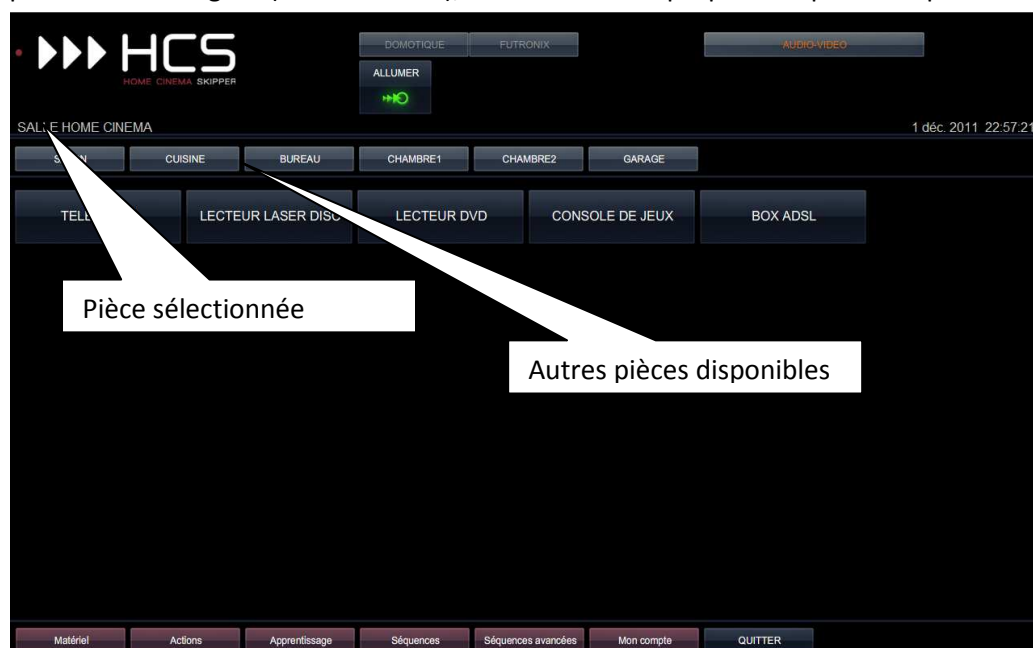 HCS
HOME CINEMA SKIPPER
DOMOTIQUE FUTRONIX AUDIO-VIDEO
ALLUMER
HOME CINEMA 1 déc. 2011 22:57:21
CUISINE BUREAU CHAMBRE1 CHAMBRE2 GARAGE
LECTEUR LASER DISC LECTEUR DVD CONSOLE DE JEUX BOX ADSL
Pièce sélectionnée
Autres pièces disponibles
Matériel Actions Apprentissage Séquences Séquences avancées Mon compte QUITTER